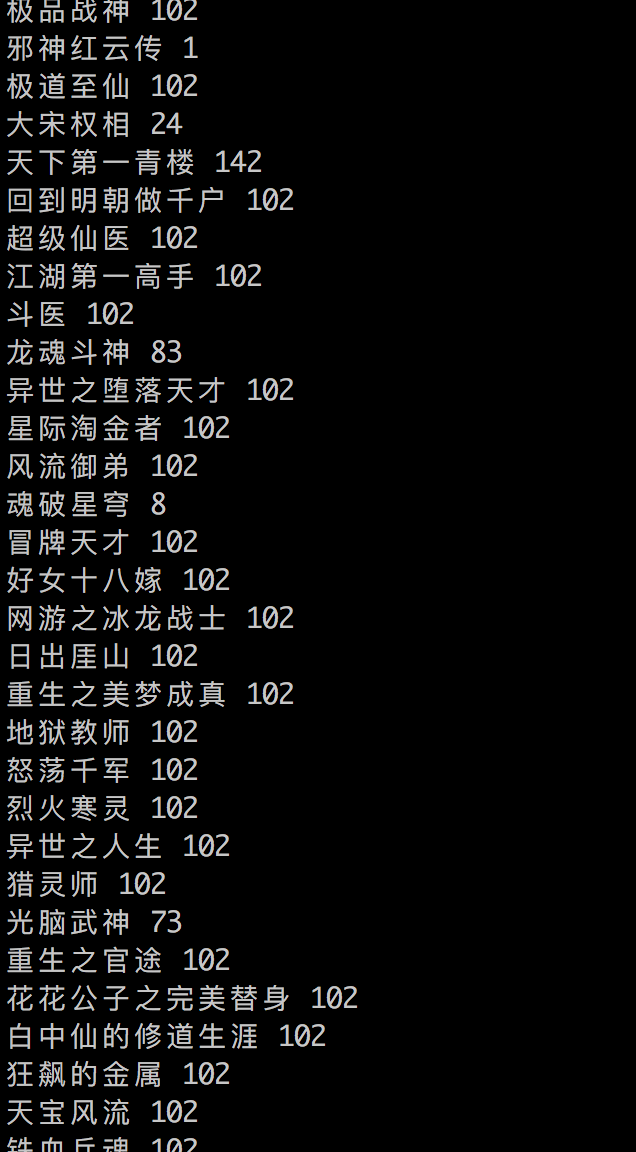 极品战神 102
邪神红云传 1
极道至仙 102
大宋权相 24
天下第一青楼 142
回到明朝做千户 102
超级仙医 102
江湖第一高手 102
斗医 102
龙魂斗神 83
异世之堕落天才 102
星际淘金者 102
风流御弟 102
魂破星穹 8
冒牌天才 102
好女十八嫁 102
网游之冰龙战士 102
日出厓山 102
重生之美梦成真 102
地狱教师 102
怒荡千军 102
烈火寒灵 102
异世之人生 102
猎灵师 102
光脑武神 73
重生之官途 102
花花公子之完美替身 102
白中仙的修道生涯 102
狂飙的金属 102
天宝风流 102
铁血兵魂 102